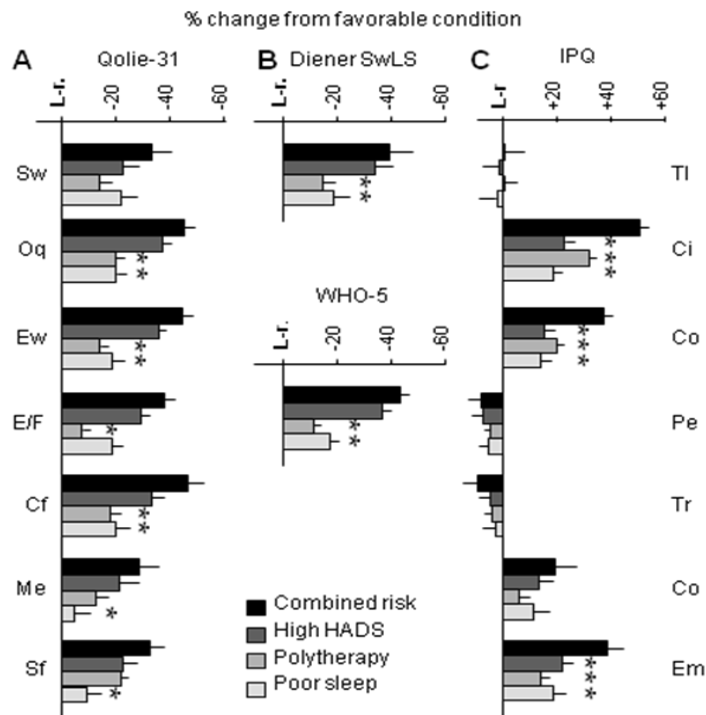 % change from favorable condition
A Qolie-31
L-r. -20 -40 -60
Sw
*
Oq
*
*
Ew
*
*
E/F
*
Cf
*
*
Me
*
Sf
*
B Diener SwLS
L-r. -20 -40 -60
*
*
WHO-5
L-r. -20 -40
*
*
Combined risk
High HADS
Polytherapy
Poor sleep
C IPQ
L-r +20 +40 +60
Tl
Ci
*
*
*
Co
*
*
*
Pe
Tr
Co
Em
*
*
*